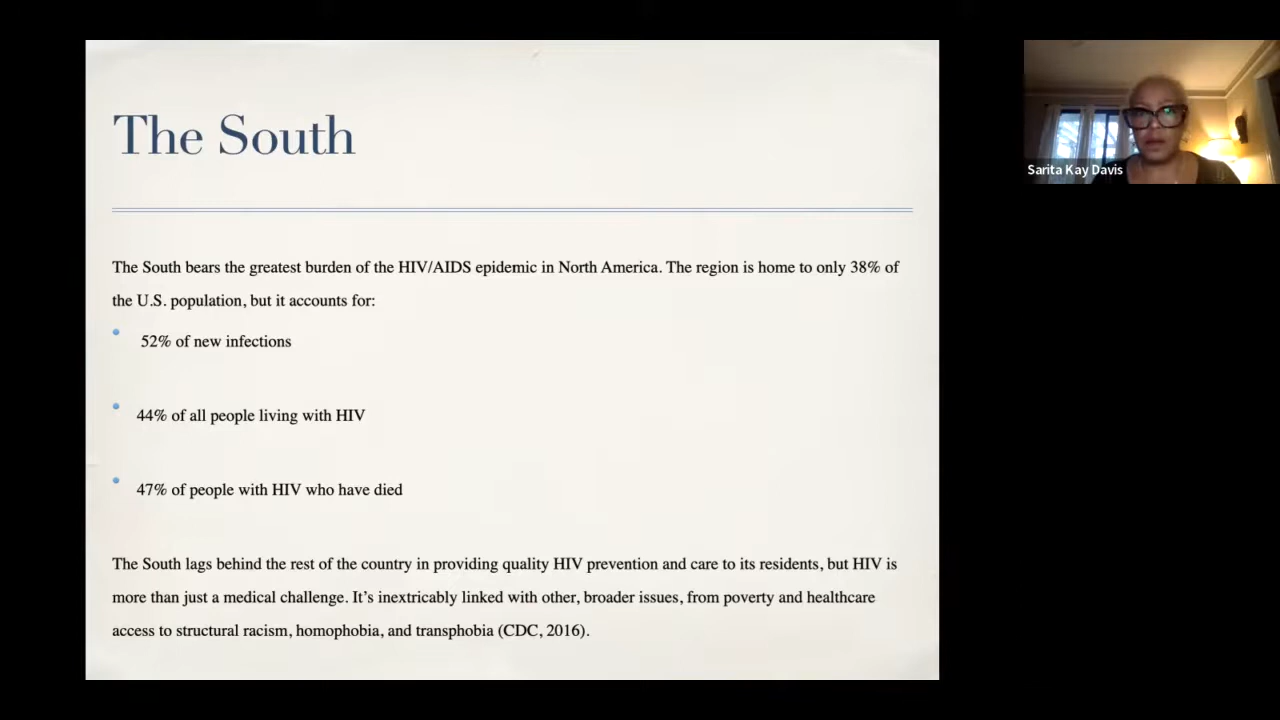 The South
Sarita Kay Davis
The South bears the greatest burden of the HIV/AIDS epidemic in North America. The region is home to only 38% of
the U.S. population, but it accounts for:
52% of new infections
44% of all people living with HIV
47% of people with HIV who have died
The South lags behind the rest of the country in providing quality HIV prevention and care to its residents, but HIV is
more than just a medical challenge. It’s inextricably linked with other, broader issues, from poverty and healthcare
access to structural racism, homophobia, and transphobia (CDC, 2016).